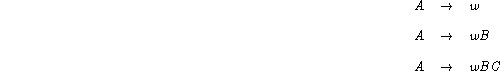 A → w
A → wB
A → wBC